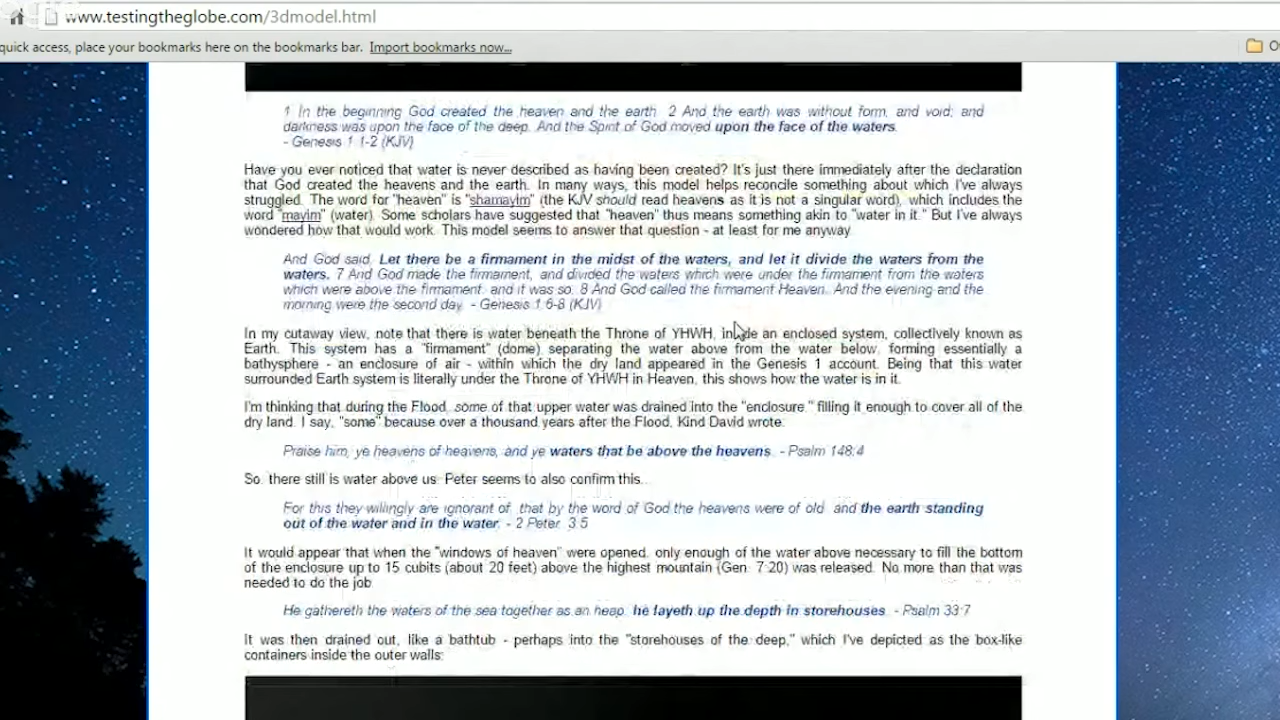 www.testingtheglobe.com/3dmodel.html
quick access, place your bookmarks here on the bookmarks bar. Import bookmarks now...
1 In the beginning God created the heaven and the earth. 2 And the earth was without form, and void; and
darkness was upon the face of the deep. And the Spirit of God moved upon the face of the waters.
- Genesis 1:1-2 (KJV)
Have you ever noticed that water is never described as having been created? It's just there immediately after the declaration
that God created the heavens and the earth. In many ways, this model helps reconcile something about which I've always
struggled. The word for "heaven" is "shamayim" (the KJV should read heavens as it is not a singular word), which includes the
word "mayim" (water). Some scholars have suggested that "heaven" thus means something akin to "water in it." But I've always
wondered how that would work. This model seems to answer that question - at least for me anyway.
And God said, Let there be a firmament in the midst of the waters, and let it divide the waters from the
waters. 7 And God made the firmament, and divided the waters which were under the firmament from the waters
which were above the firmament: and it was so. 8 And God called the firmament Heaven. And the evening and the
morning were the second day. - Genesis 1:6-8 (KJV)
In my cutaway view, note that there is water beneath the Throne of YHWH, inside an enclosed system, collectively known as
Earth. This system has a "firmament" (dome) separating the water above from the water below, forming essentially a
bathysphere - an enclosure of air - within which the dry land appeared in the Genesis 1 account. Being that this water
surrounded Earth system is literally under the Throne of YHWH in Heaven, this shows how the water is in it.
I'm thinking that during the Flood, some of that upper water was drained into the "enclosure," filling it enough to cover all of the
dry land. I say, "some" because over a thousand years after the Flood, Kind David wrote:
Praise him, ye heavens of heavens, and ye waters that be above the heavens. - Psalm 148:4
So, there still is water above us. Peter seems to also confirm this...
For this they willingly are ignorant of, that by the word of God the heavens were of old, and the earth standing
out of the water and in the water. - 2 Peter. 3:5
It would appear that when the "windows of heaven" were opened, only enough of the water above necessary to fill the bottom
of the enclosure up to 15 cubits (about 20 feet) above the highest mountain (Gen. 7:20) was released. No more than that was
needed to do the job.
He gathereth the waters of the sea together as an heap: he layeth up the depth in storehouses. - Psalm 33:7
It was then drained out, like a bathtub - perhaps into the "storehouses of the deep," which I've depicted as the box-like
containers inside the outer walls: